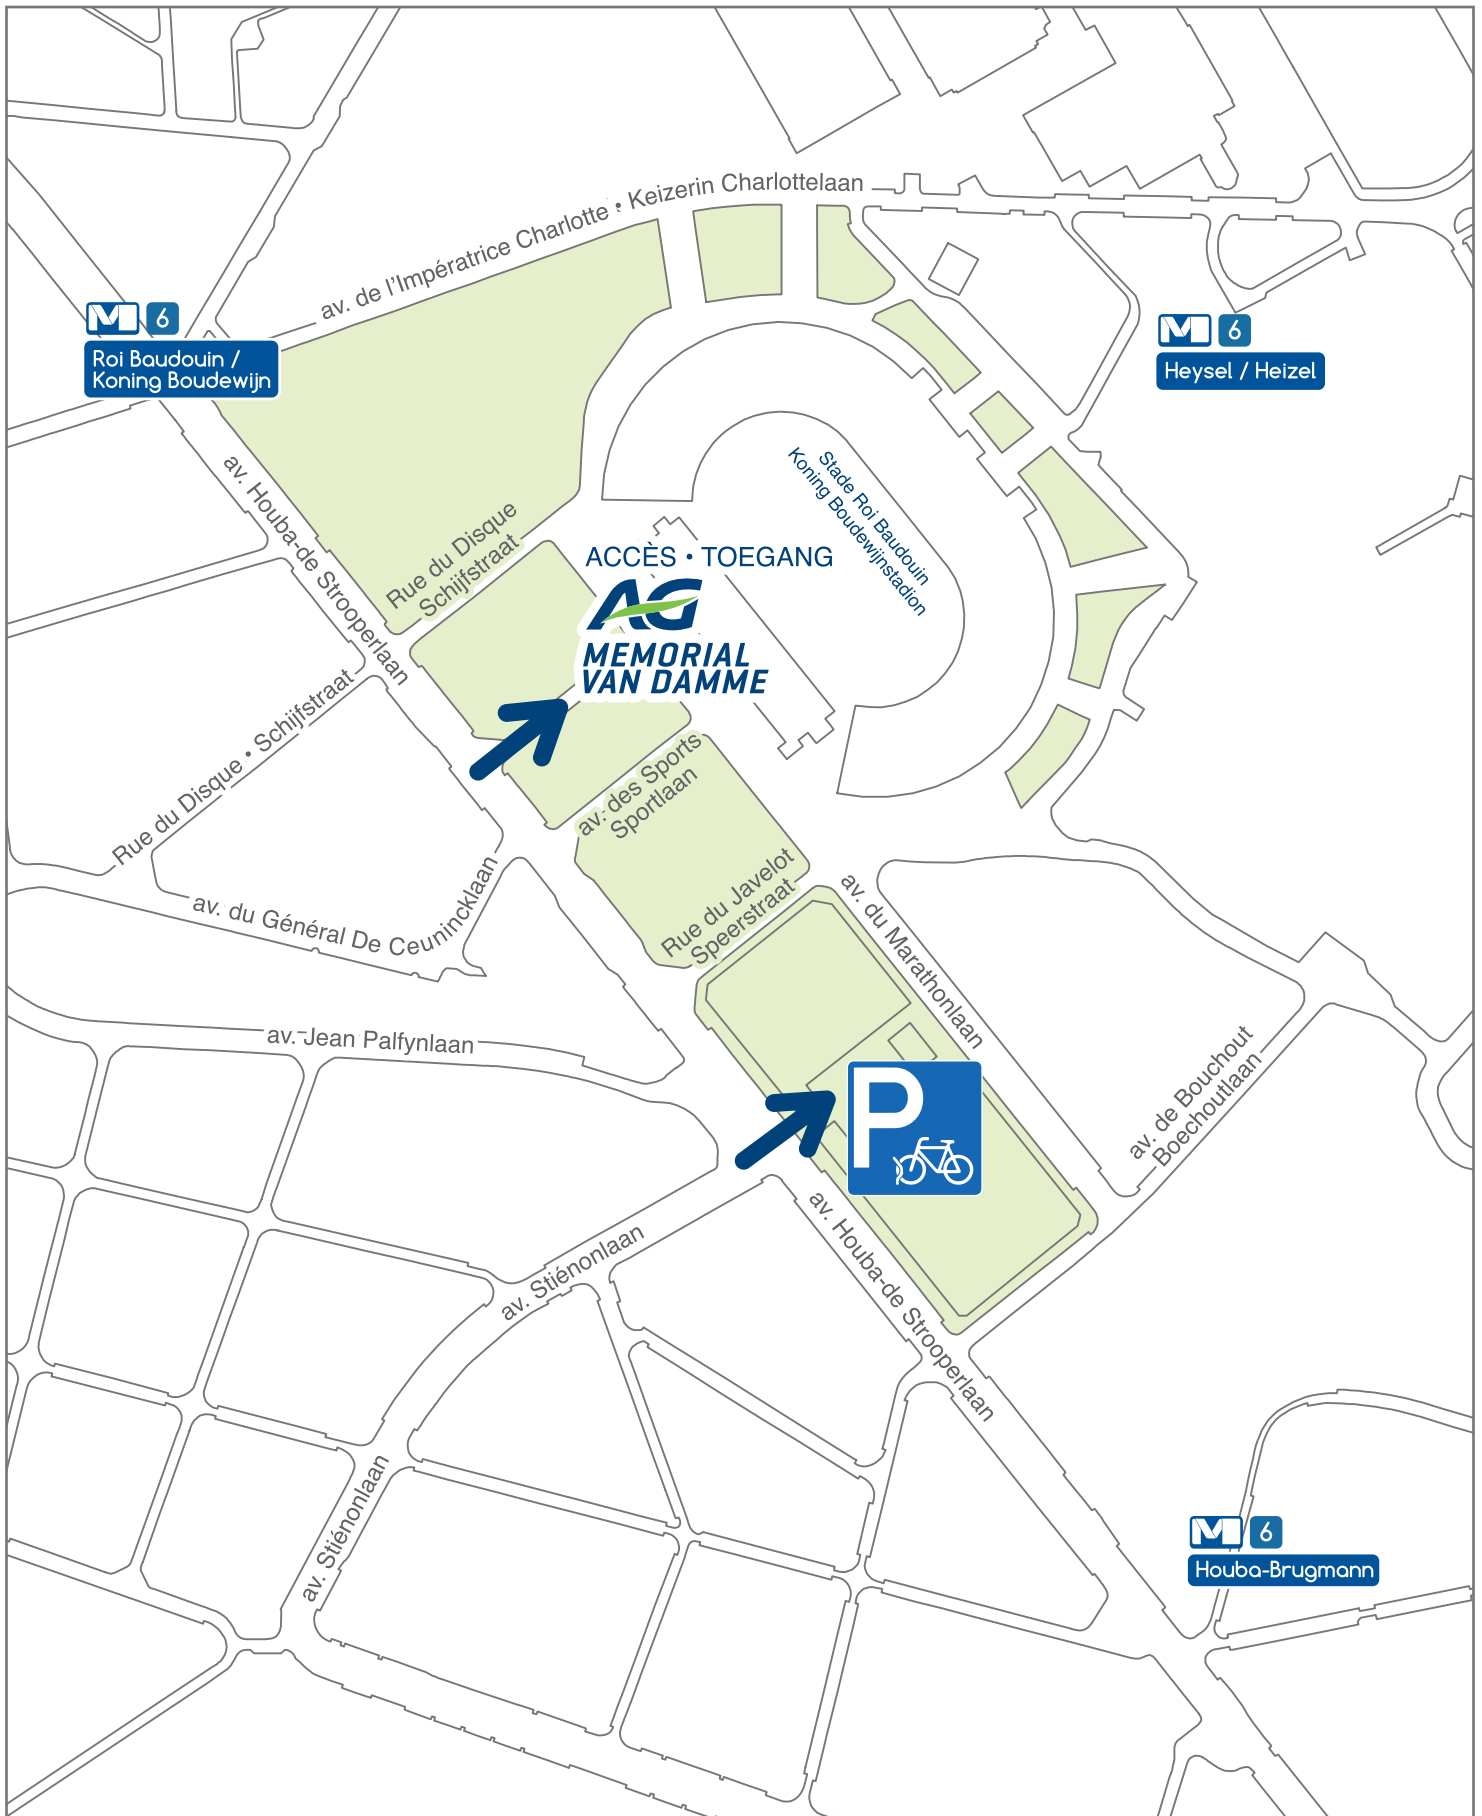 av. de l'Impératrice Charlotte • Keizerin Charlottelaan
M 6
Roi Baudouin /
Koning Boudewijn
M 6
Heysel / Heizel
av. Houba-de Strooperlaan
Rue du Disque
Schijfstraat
Stade Roi Baudouin
Koning Boudewijnstadion
ACCÈS • TOEGANG
AG
MEMORIAL
VAN DAMME
Rue du Disque • Schijfstraat
av. des Sports
Sportlaan
av. du Général De Ceunincklaan
Rue du Javelot
Speerstraat
av. du Marathonlaan
av. Jean Palfynlaan
P
av. de Bouchout
Boechoutlaan
av. Stiénonlaan
av. Houba-de Strooperlaan
av. Stiénonlaan
M 6
Houba-Brugmann